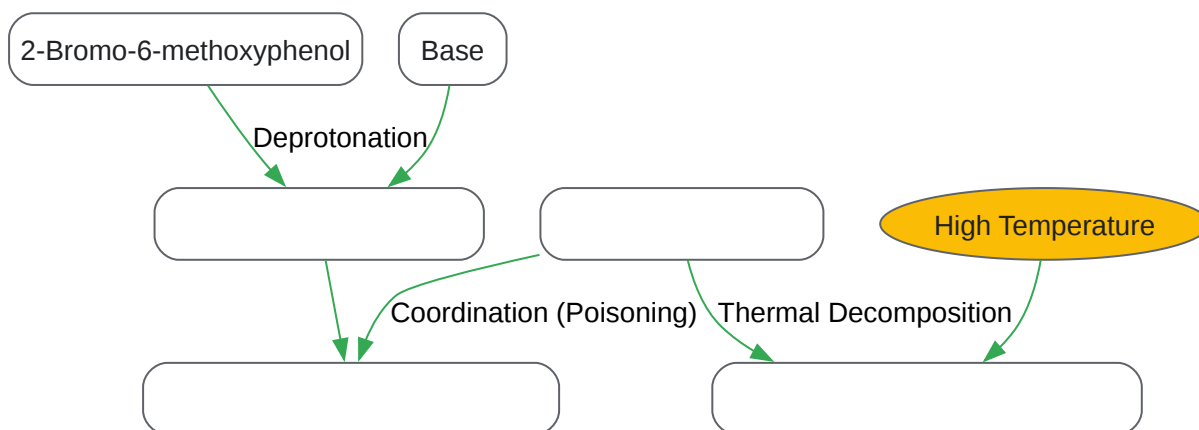 2-Bromo-6-methoxyphenol
Base
Deprotonation
High Temperature
Coordination (Poisoning)
Thermal Decomposition